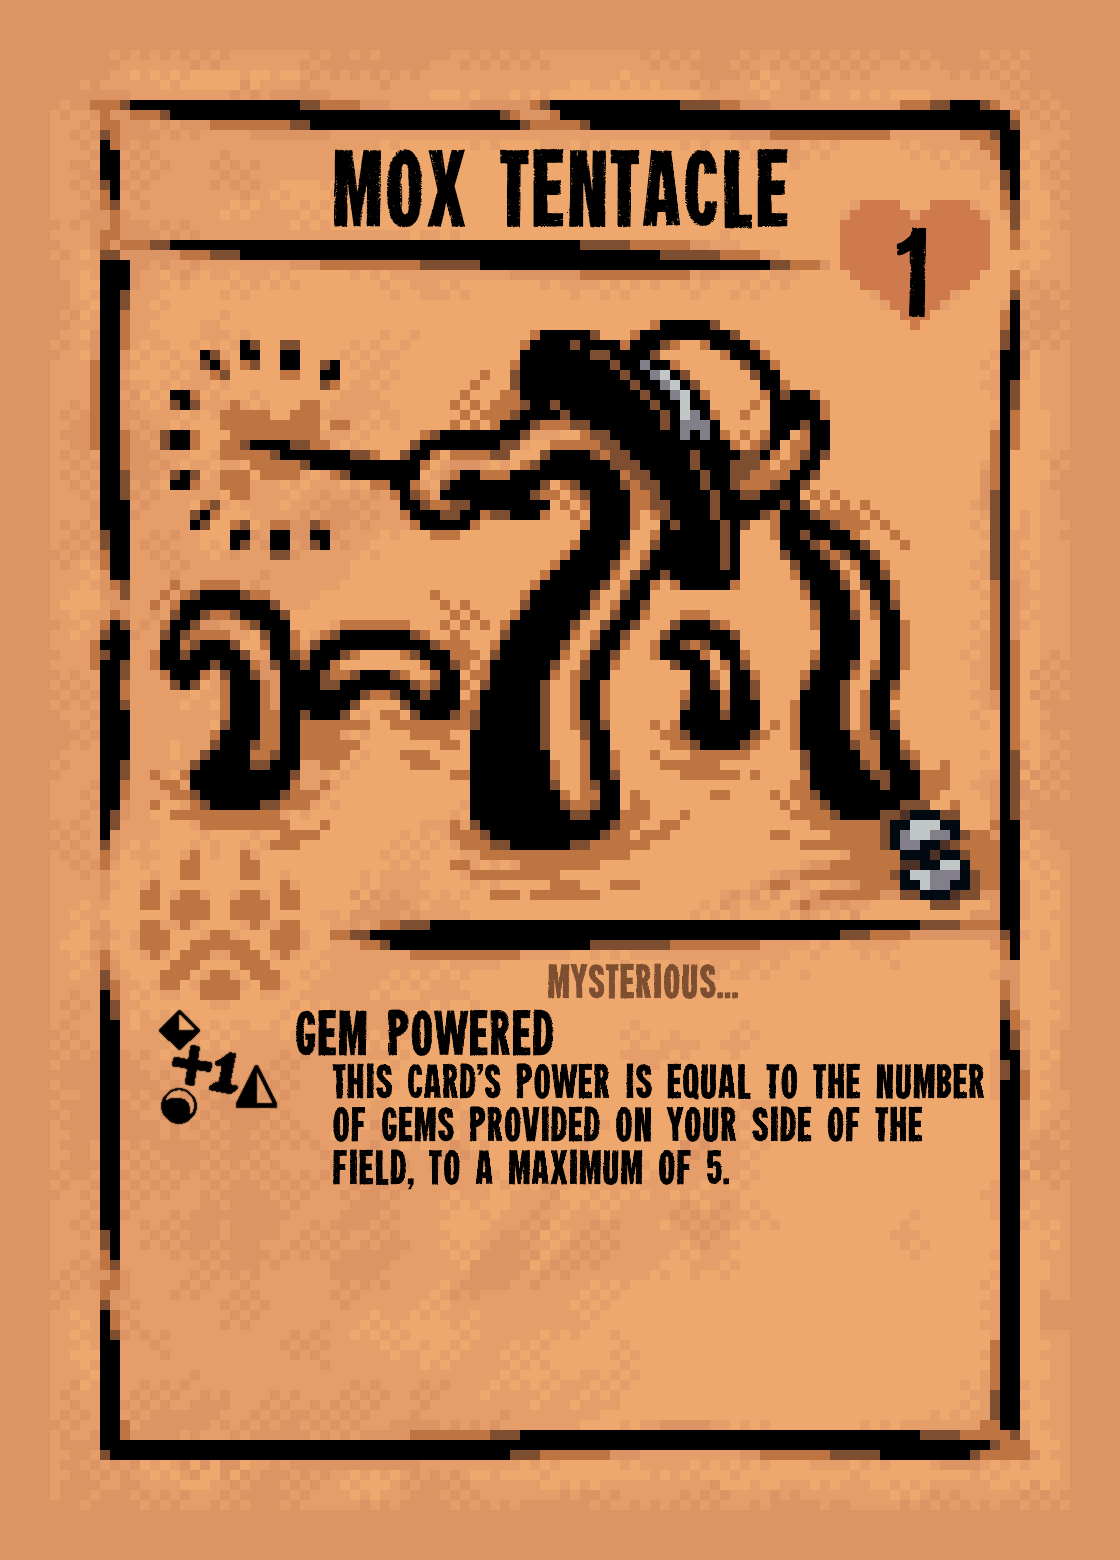 MOX TENTACLE
1
MYSTERIOUS...
GEM POWERED
+1
THIS CARD'S POWER IS EQUAL TO THE NUMBER
OF GEMS PROVIDED ON YOUR SIDE OF THE
FIELD, TO A MAXIMUM OF 5.